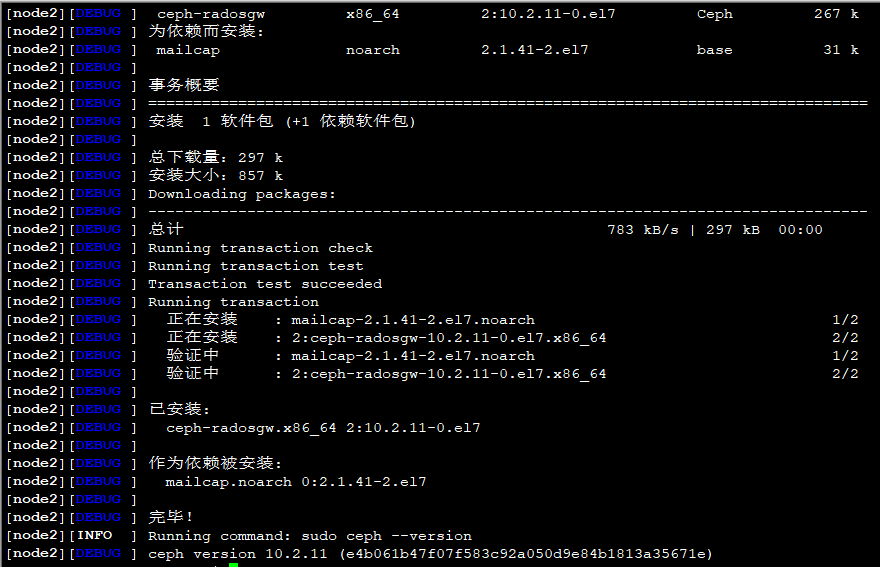 [node2][DEBUG ]  ceph-radosgw         x86_64         2:10.2.11-0.el7         Ceph         267 k
[node2][DEBUG ] 为依赖而安装:
[node2][DEBUG ]  mailcap              noarch         2.1.41-2.el7            base          31 k
[node2][DEBUG ]
[node2][DEBUG ] 事务概要
[node2][DEBUG ] ================================================================================
[node2][DEBUG ] 安装  1 软件包 (+1 依赖软件包)
[node2][DEBUG ]
[node2][DEBUG ] 总下载量：297 k
[node2][DEBUG ] 安装大小：857 k
[node2][DEBUG ] Downloading packages:
[node2][DEBUG ] --------------------------------------------------------------------------------
[node2][DEBUG ] 总计                                               783 kB/s | 297 kB  00:00
[node2][DEBUG ] Running transaction check
[node2][DEBUG ] Running transaction test
[node2][DEBUG ] Transaction test succeeded
[node2][DEBUG ] Running transaction
[node2][DEBUG ]   正在安装    : mailcap-2.1.41-2.el7.noarch                                 1/2
[node2][DEBUG ]   正在安装    : 2:ceph-radosgw-10.2.11-0.el7.x86_64                         2/2
[node2][DEBUG ]   验证中      : mailcap-2.1.41-2.el7.noarch                                 1/2
[node2][DEBUG ]   验证中      : 2:ceph-radosgw-10.2.11-0.el7.x86_64                         2/2
[node2][DEBUG ]
[node2][DEBUG ] 已安装:
[node2][DEBUG ]   ceph-radosgw.x86_64 2:10.2.11-0.el7
[node2][DEBUG ]
[node2][DEBUG ] 作为依赖被安装:
[node2][DEBUG ]   mailcap.noarch 0:2.1.41-2.el7
[node2][DEBUG ]
[node2][DEBUG ] 完毕！
[node2][INFO  ] Running command: sudo ceph --version
[node2][DEBUG ] ceph version 10.2.11 (e4b061b47f07f583c92a050d9e84b1813a35671e)